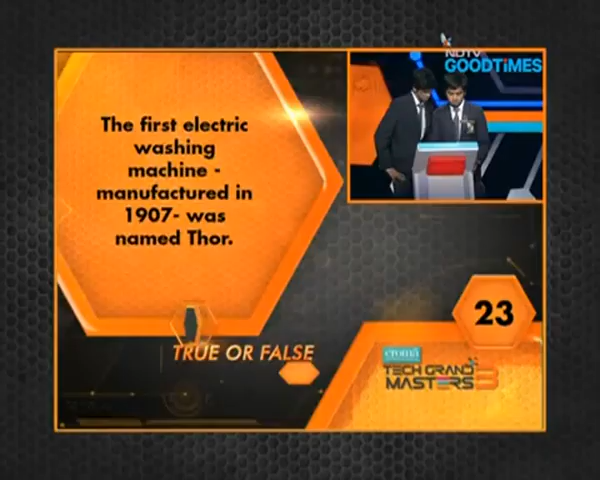 NDTV
GOODTiMES
The first electric
washing
machine -
manufactured in
1907- was
named Thor.
23
TRUE OR FALSE
croma
TECH GRAND
MASTERS 3